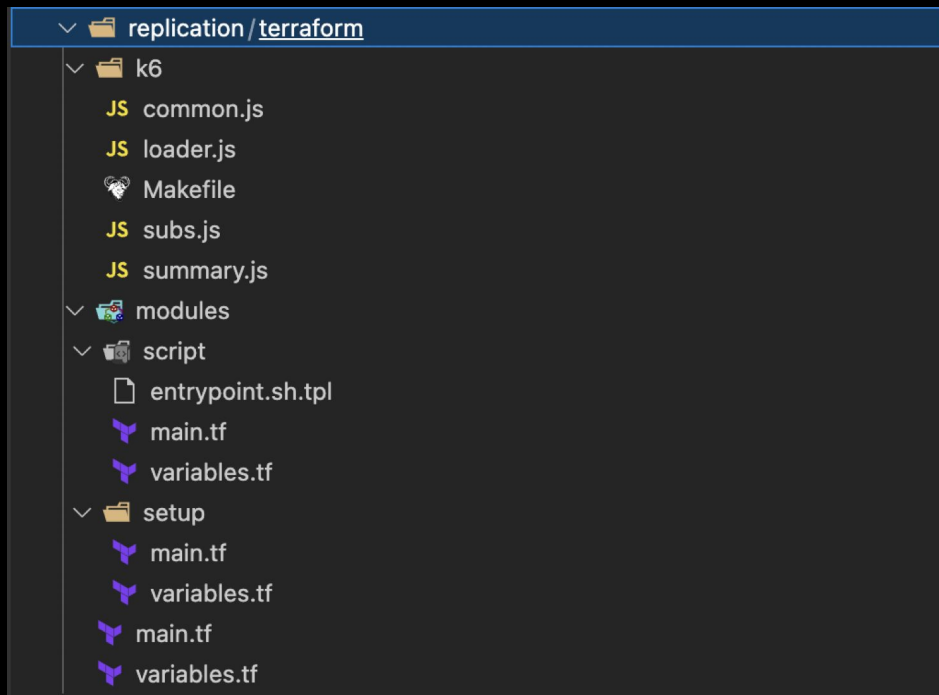 replication/terraform
k6
JS common.js
JS loader.js
Makefile
JS subs.js
JS summary.js
modules
script
entrypoint.sh.tpl
main.tf
variables.tf
setup
main.tf
variables.tf
main.tf
variables.tf